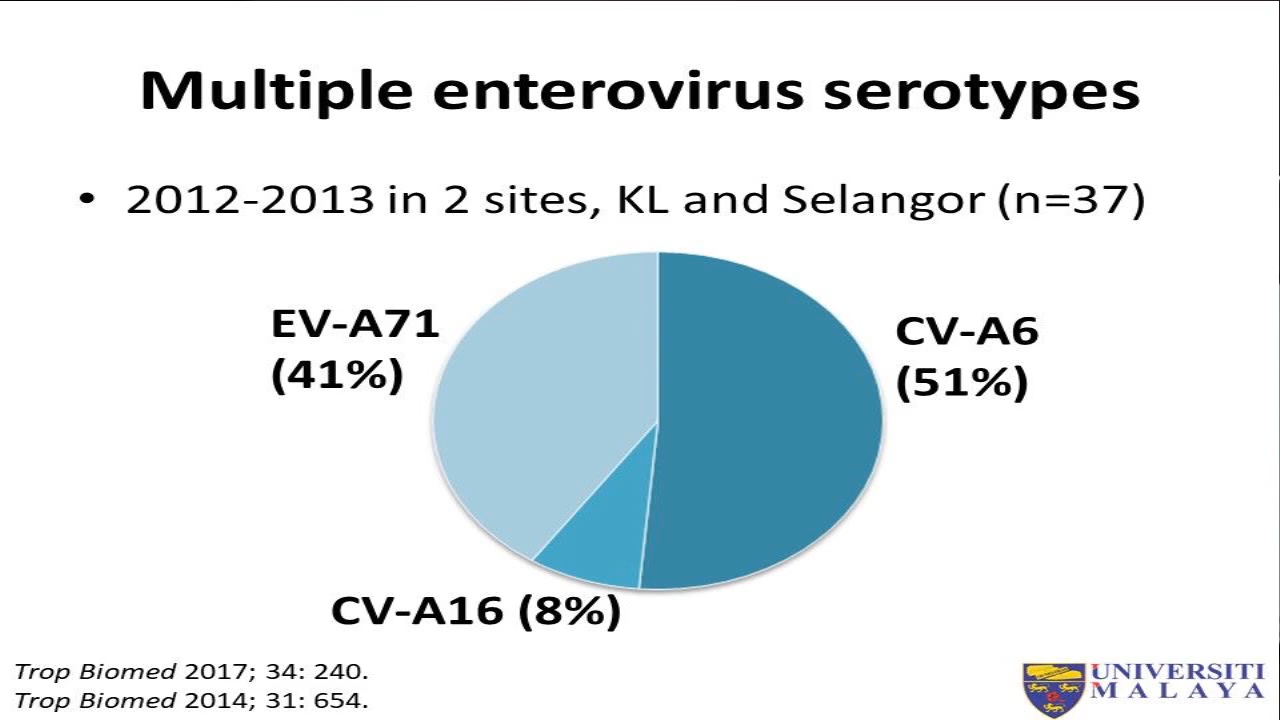 Multiple enterovirus serotypes
• 2012-2013 in 2 sites, KL and Selangor (n=37)
EV-A71
(41%)
CV-A6
(51%)
CV-A16 (8%)
Trop Biomed 2017; 34: 240.
Trop Biomed 2014; 31: 654.
UNIVERSITI
MALAYA